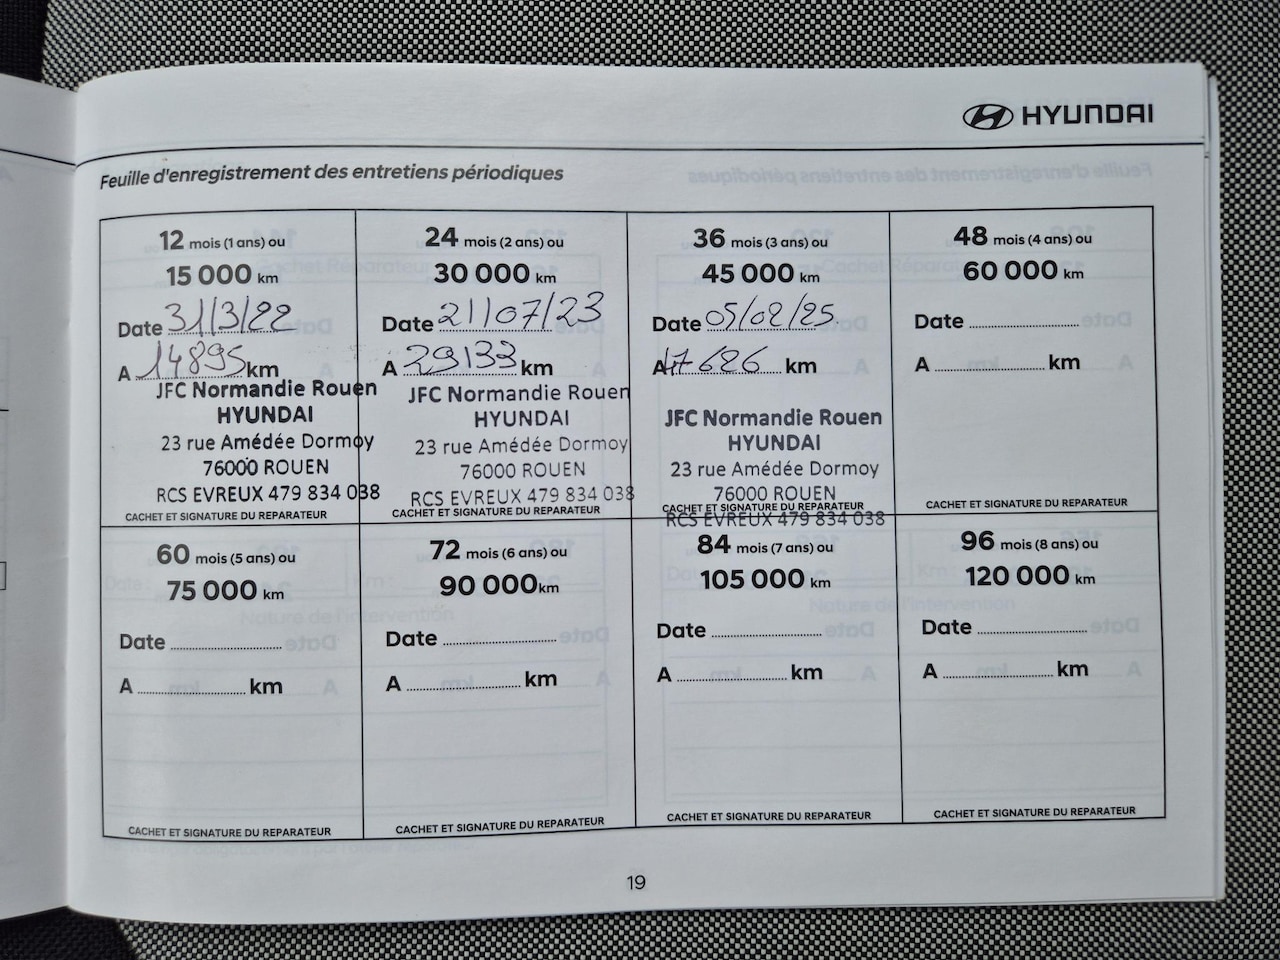 HYUNDAI
Feuille d'enregistrement des entretiens périodiques
12 mois (1 ans) ou
15 000 km
Date 31/3/22
A 14895 km
JFC Normandie Rouen
HYUNDAI
23 rue Amédée Dormoy
76000 ROUEN
RCS EVREUX 479 834 038
CACHET ET SIGNATURE DU REPARATEUR
24 mois (2 ans) ou
30 000 km
Date 21/07/23
A 29133 km
JFC Normandie Rouen
HYUNDAI
23 rue Amédée Dormoy
76000 ROUEN
RCS EVREUX 479 834 038
CACHET ET SIGNATURE DU REPARATEUR
36 mois (3 ans) ou
45 000 km
Date 05/02/25
A 47626 km
JFC Normandie Rouen
HYUNDAI
23 rue Amédée Dormoy
76000 ROUEN
CACHET ET SIGNATURE DU REPARATEUR
RCS EVREUX 479 834 038
48 mois (4 ans) ou
60 000 km
Date
A km
CACHET ET SIGNATURE DU REPARATEUR
60 mois (5 ans) ou
75 000 km
Date
A km
CACHET ET SIGNATURE DU REPARATEUR
72 mois (6 ans) ou
90 000 km
Date
A km
CACHET ET SIGNATURE DU REPARATEUR
84 mois (7 ans) ou
105 000 km
Date
A km
CACHET ET SIGNATURE DU REPARATEUR
96 mois (8 ans) ou
120 000 km
Date
A km
CACHET ET SIGNATURE DU REPARATEUR
19